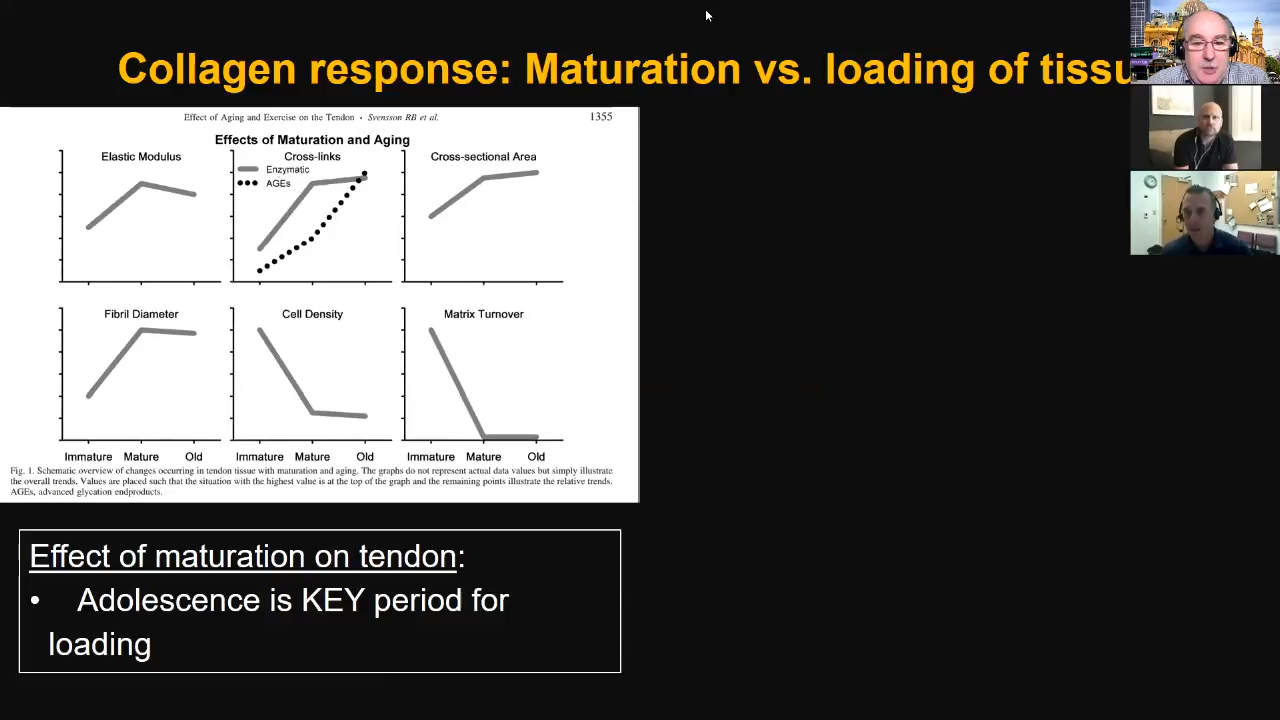 Collagen response: Maturation vs. loading of tissu
Effect of Aging and Exercise on the Tendon • Svensson RB et al.
1355
Effects of Maturation and Aging
Elastic Modulus
Cross-links
Enzymatic
AGEs
Cross-sectional Area
Fibril Diameter
Cell Density
Matrix Turnover
Immature Mature Old
Immature Mature Old
Immature Mature Old
Fig. 1. Schematic overview of changes occurring in tendon tissue with maturation and aging. The graphs do not represent actual data values but simply illustrate
the overall trends. Values are placed such that the situation with the highest value is at the top of the graph and the remaining points illustrate the relative trends.
AGEs, advanced glycation endproducts.
Effect of maturation on tendon:
• Adolescence is KEY period for
loading